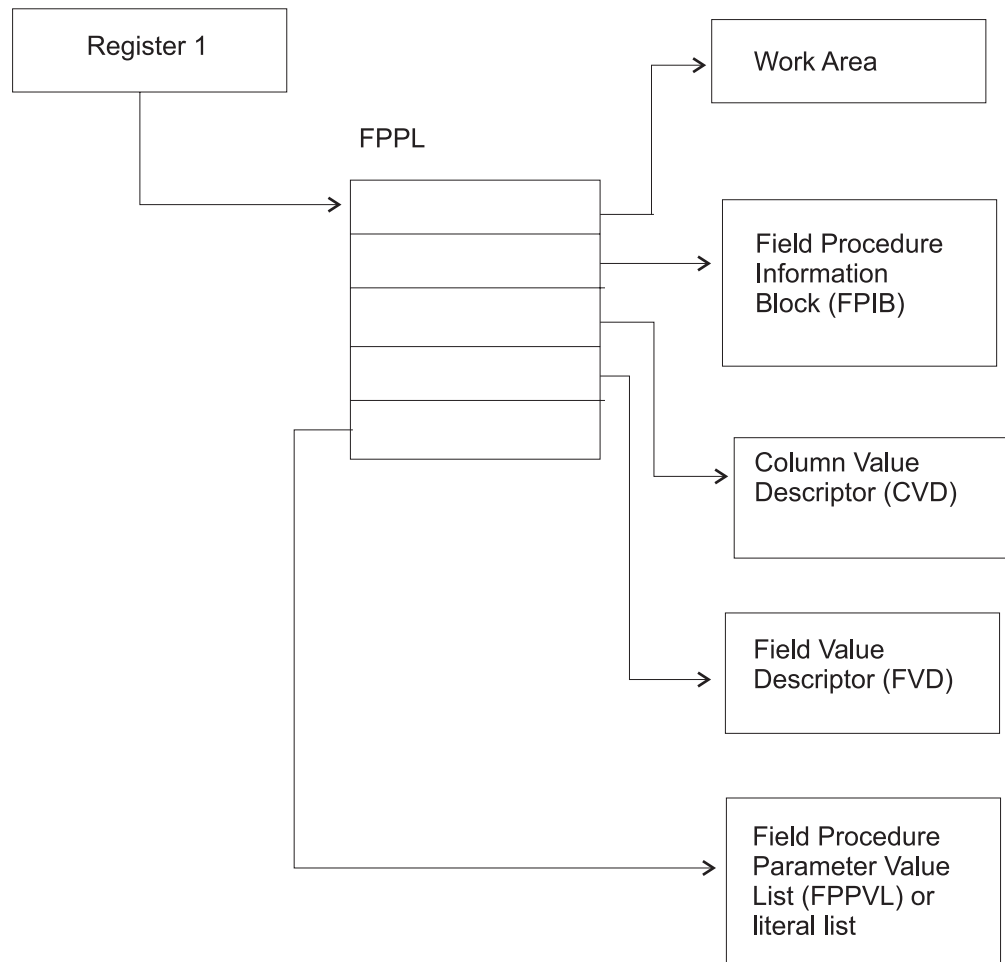 Register 1
Work Area
FPPL
Field Procedure
Information
Block (FPIB)
Column Value
Descriptor (CVD)
Field Value
Descriptor (FVD)
Field Procedure
Parameter Value
List (FPPVL) or
literal list